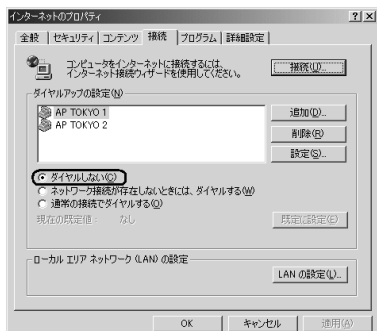 インターネットのプロパティ
全般 セキュリティ コンテンツ 接続 プログラム 詳細設定
コンピュータをインターネットに接続するには、
インターネット接続ウィザードを使用してください。
接続(U)...
ダイヤルアップの設定(N)
AP TOKYO 1
AP TOKYO 2
追加(D)...
削除(R)
設定(S)...
ダイヤルしない(C)
ネットワーク接続が存在しないときには、ダイヤルする(W)
通常の接続でダイヤルする(O)
現在の既定値: なし
既定に設定(E)
ローカル エリア ネットワーク (LAN) の設定
LAN の設定(L)...
OK キャンセル 適用(A)